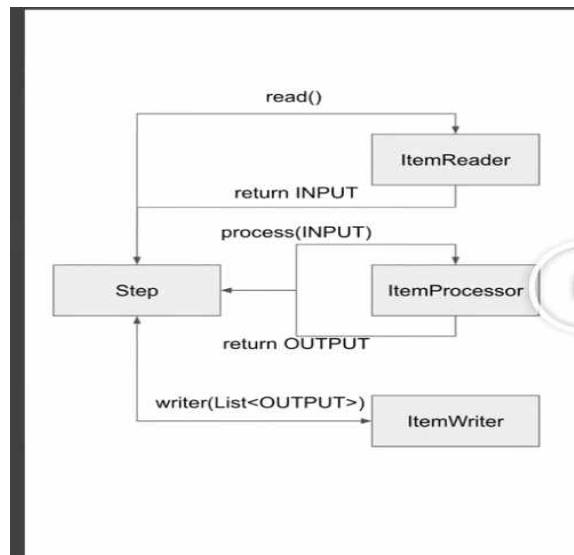 read()
ItemReader
return INPUT
process(INPUT)
Step
ItemProcessor
return OUTPUT
writer(List<OUTPUT>)
ItemWriter